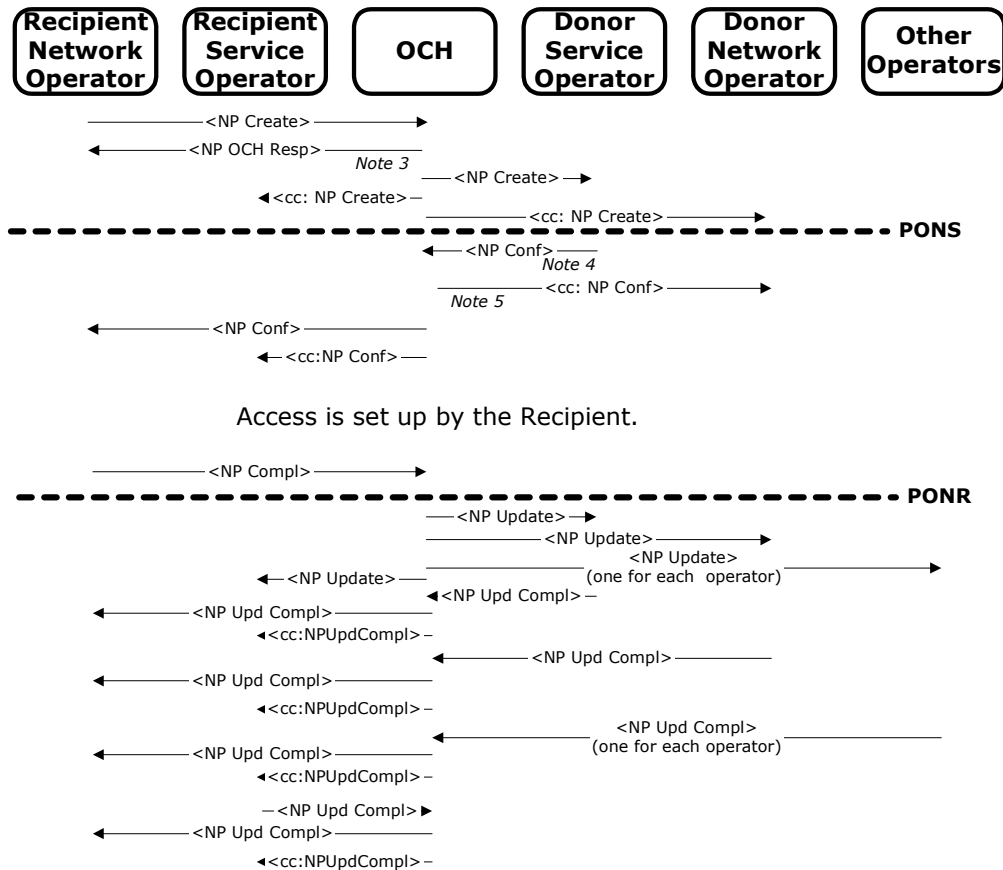 Recipient
Network
Operator
Recipient
Service
Operator
OCH
Donor
Service
Operator
Donor
Network
Operator
Other
Operators
<NP Create>
<NP OCH Resp>
Note 3
<NP Create>
<cc: NP Create>
<cc: NP Create>
PONS
<NP Conf>
Note 4
<cc: NP Conf>
Note 5
<NP Conf>
<cc:NP Conf>
Access is set up by the Recipient.
<NP Compl>
PONR
<NP Update>
<NP Update>
<NP Update>
(one for each operator)
<NP Update>
<NP Upd Compl>
<NP Upd Compl>
<cc:NPUpdCompl>
<NP Upd Compl>
<NP Upd Compl>
<cc:NPUpdCompl>
<NP Upd Compl>
(one for each operator)
<NP Upd Compl>
<cc:NPUpdCompl>
<NP Upd Compl>
<NP Upd Compl>
<cc:NPUpdCompl>